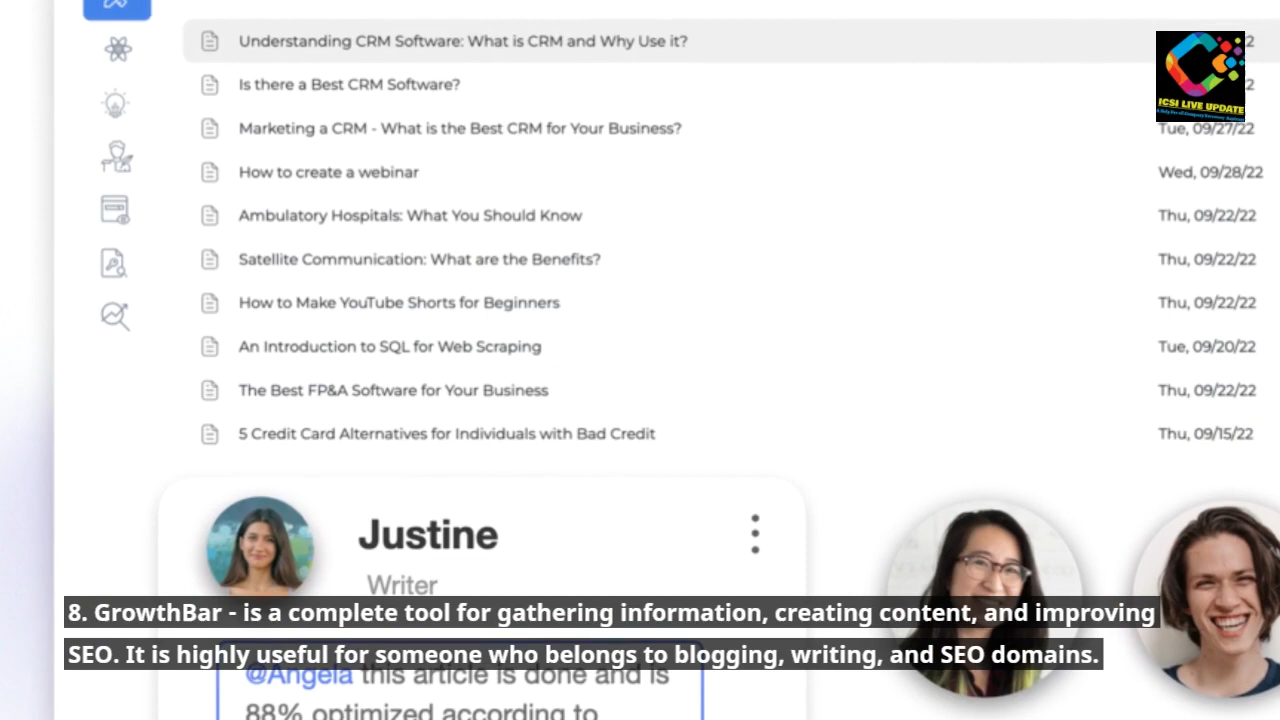 Understanding CRM Software: What is CRM and Why Use it?
2
Is there a Best CRM Software?
2
Marketing a CRM - What is the Best CRM for Your Business?
Tue, 09/27/22
How to create a webinar
Wed, 09/28/22
Ambulatory Hospitals: What You Should Know
Thu, 09/22/22
Satellite Communication: What are the Benefits?
Thu, 09/22/22
How to Make YouTube Shorts for Beginners
Thu, 09/22/22
An Introduction to SQL for Web Scraping
Tue, 09/20/22
The Best FP&A Software for Your Business
Thu, 09/22/22
5 Credit Card Alternatives for Individuals with Bad Credit
Thu, 09/15/22
ICSI LIVE UPDATE
Justine
Writer
8. GrowthBar - is a complete tool for gathering information, creating content, and improving
SEO. It is highly useful for someone who belongs to blogging, writing, and SEO domains.
@Angela this article is done and is
88% optimized according to